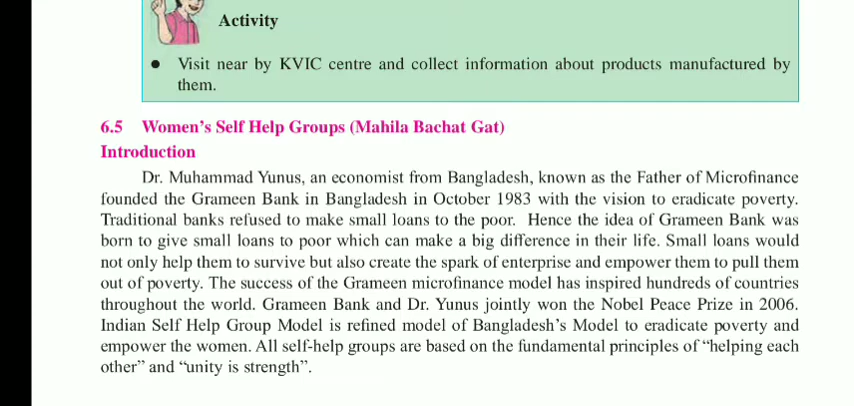 Activity
● Visit near by KVIC centre and collect information about products manufactured by
them.
6.5 Women's Self Help Groups (Mahila Bachat Gat)
Introduction
Dr. Muhammad Yunus, an economist from Bangladesh, known as the Father of Microfinance
founded the Grameen Bank in Bangladesh in October 1983 with the vision to eradicate poverty.
Traditional banks refused to make small loans to the poor. Hence the idea of Grameen Bank was
born to give small loans to poor which can make a big difference in their life. Small loans would
not only help them to survive but also create the spark of enterprise and empower them to pull them
out of poverty. The success of the Grameen microfinance model has inspired hundreds of countries
throughout the world. Grameen Bank and Dr. Yunus jointly won the Nobel Peace Prize in 2006.
Indian Self Help Group Model is refined model of Bangladesh's Model to eradicate poverty and
empower the women. All self-help groups are based on the fundamental principles of “helping each
other” and “unity is strength”.